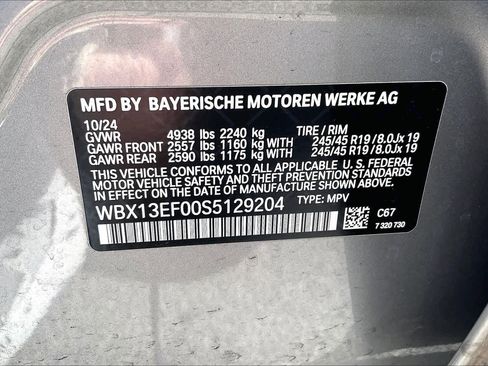 MFD BY BAYERISCHE MOTOREN WERKE AG
10/24 TIRE / RIM
GVWR 4938 lbs 2240 kg
GAWR FRONT 2557 lbs 1160 kg WITH 245/45 R19 / 8.0Jx 19
GAWR REAR 2590 lbs 1175 kg WITH 245/45 R19 / 8.0Jx 19
THIS VEHICLE CONFORMS TO ALL APPLICABLE U. S. FEDERAL
MOTOR VEHICLE SAFETY AND THEFT PREVENTION STANDARDS
IN EFFECT ON THE DATE OF MANUFACTURE SHOWN ABOVE.
WBX13EF00S5129204 TYPE: MPV
C67
7 320 730